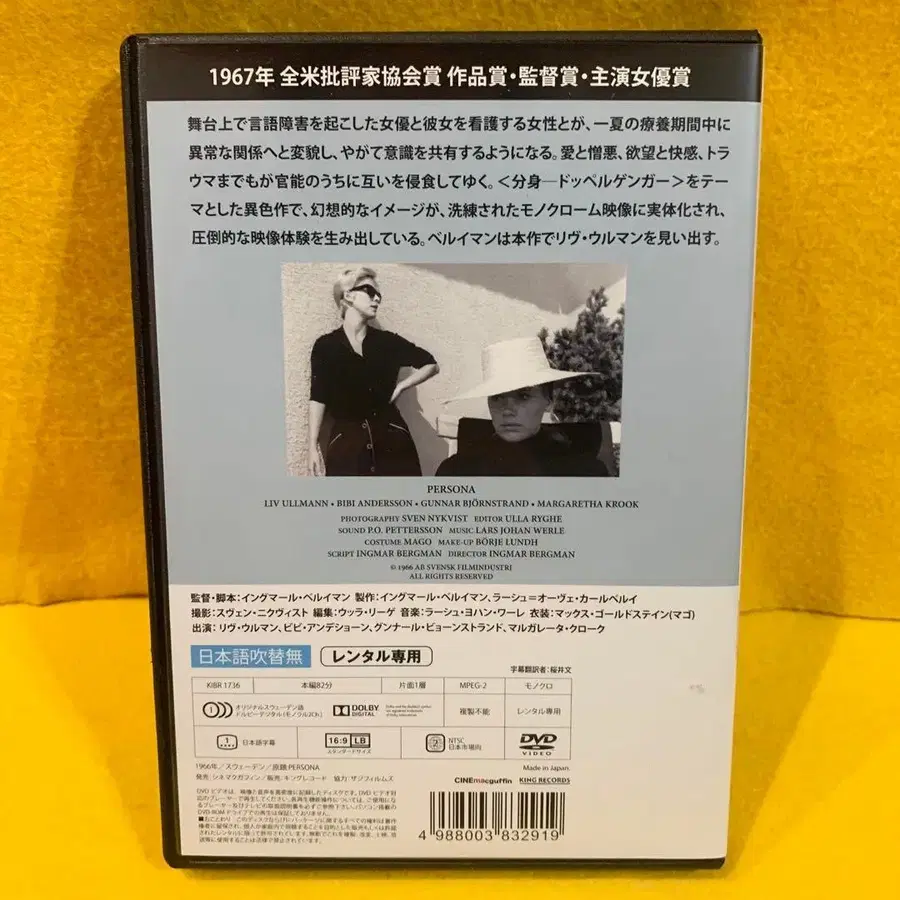 1967年 全米批評家協会賞 作品賞・監督賞・主演女優賞
舞台上で言語障害を起こした女優と彼女を看護する女性とが、一夏の療養期間中に
異常な関係へと変貌し、やがて意識を共有するようになる。愛と憎悪、欲望と快感、トラ
ウマまでもが官能のうちに互いを侵食してゆく。＜分身─ドッペルゲンガー＞をテー
マとした異色作で、幻想的なイメージが、洗練されたモノクローム映像に実体化され、
圧倒的な映像体験を生み出している。ベルイマンは本作でリヴ・ウルマンを見い出す。
PERSONA
LIV ULLMANN • BIBI ANDERSSON • GUNNAR BJÖRNSTRAND • MARGARETHA KROOK
PHOTOGRAPHY SVEN NYKVIST EDITOR ULLA RYGHE
SOUND P.O. PETTERSSON MUSIC LARS JOHAN WERLE
COSTUME MAGO MAKE-UP BÖRJE LUNDH
SCRIPT INGMAR BERGMAN DIRECTOR INGMAR BERGMAN
© 1966 AB SVENSK FILMINDUSTRI
ALL RIGHTS RESERVED
監督・脚本：イングマール・ベルイマン 製作：イングマール・ベルイマン、ラーシュ＝オーヴェ・カールベルイ
撮影：スヴェン・ニクヴィスト 編集：ウッラ・リーゲ 音楽：ラーシュ・ヨハン・ワーレ 衣装：マックス・ゴールドステイン（マゴ）
出演：リヴ・ウルマン、ビビ・アンデショーン、グンナール・ビョーンストランド、マルガレータ・クローク
日本語吹替無 レンタル専用
字幕翻訳者：桜井文
KIBR 1736 本編82分 片面1層 MPEG-2 モノクロ
1 オリジナルスウェーデン語
ドルビーデジタル（モノラル2Ch.）
DOLBY DIGITAL
複製不能 レンタル専用
1 日本語字幕
16:9 LB
スタンダードサイズ
2 NTSC
日本市場向
DVD VIDEO
1966年／スウェーデン／原題：PERSONA
Made in Japan.
発売：シネマクガフィン／販売：キングレコード 協力：ザジフィルムズ
CINEmacguffin KING RECORDS
4 988003 832919